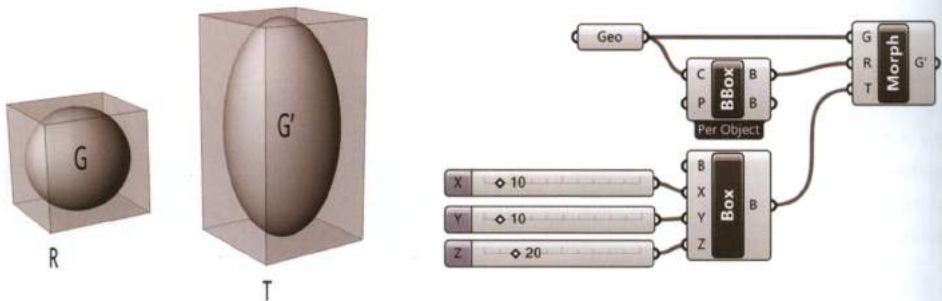 G
R
G'
T
Geo
G
R
T
Morph
G'
C
P
BBox
B
B
Per Object
X ◇ 10
Y ◇ 10
Z ◇ 20
B
X
Y
Z
Box
B